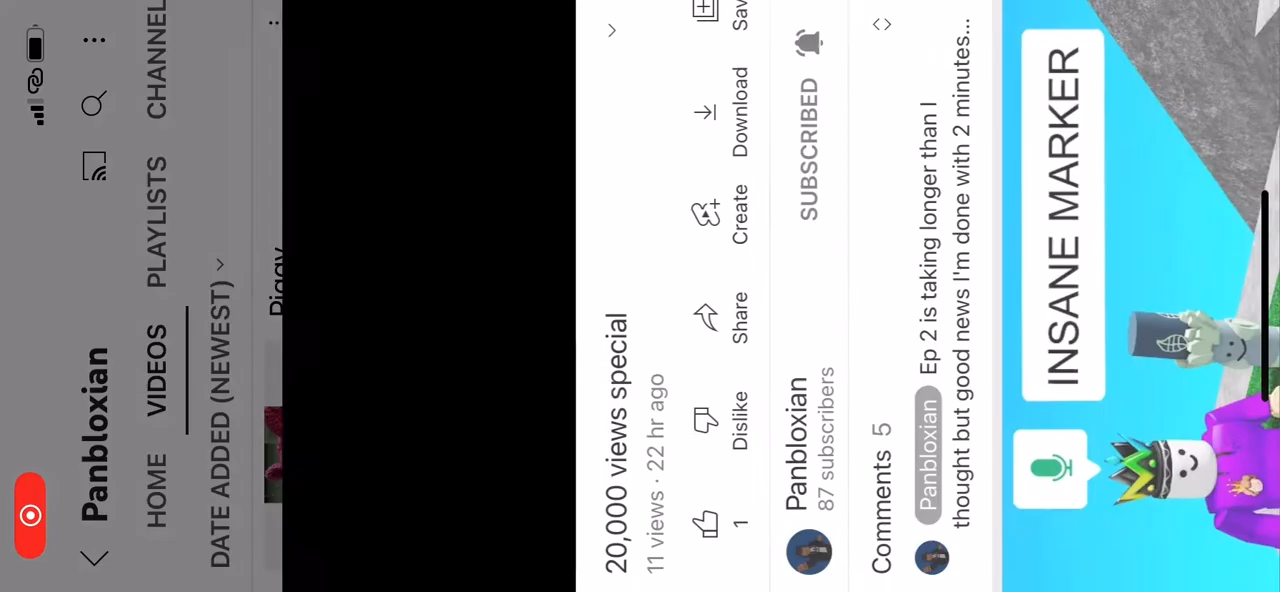 Panbloxian
HOME VIDEOS PLAYLISTS CHANNEL
DATE ADDED (NEWEST)
Piggy
20,000 views special
11 views · 22 hr ago
1 Dislike Share Create Download Sav
Panbloxian
87 subscribers
SUBSCRIBED
Comments 5
Panbloxian Ep 2 is taking longer than I
thought but good news I'm done with 2 minutes...
INSANE MARKER